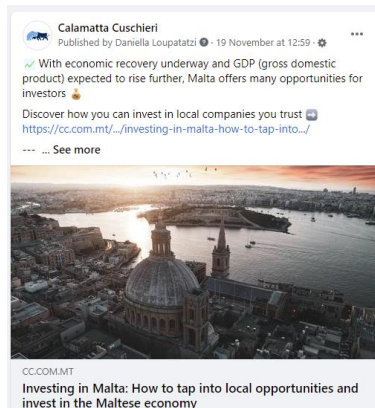 Calamatta Cuschieri
Published by Daniella Loupatatzi · 19 November at 12:59 ·
📈 With economic recovery underway and GDP (gross domestic
product) expected to rise further, Malta offers many opportunities for
investors 💰
Discover how you can invest in local companies you trust ➡️
https://cc.com.mt/.../investing-in-malta-how-to-tap-into.../
--- ... See more
CC.COM.MT
Investing in Malta: How to tap into local opportunities and
invest in the Maltese economy